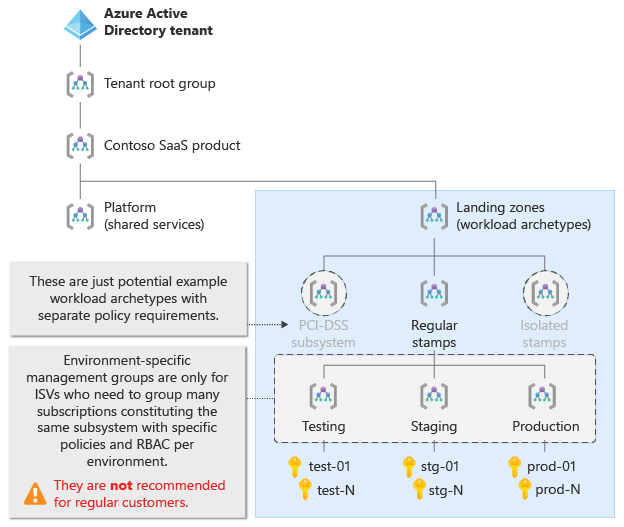 Azure Active
Directory tenant
Tenant root group
Contoso SaaS product
Platform
(shared services)
Landing zones
(workload archetypes)
These are just potential example
workload archetypes with
separate policy requirements.
PCI-DSS
subsystem
Regular
stamps
Isolated
stamps
Environment-specific
management groups are only for
ISVs who need to group many
subscriptions constituting the
same subsystem with specific
policies and RBAC per
environment.
They are not recommended
for regular customers.
Testing
Staging
Production
test-01
test-N
stg-01
stg-N
prod-01
prod-N